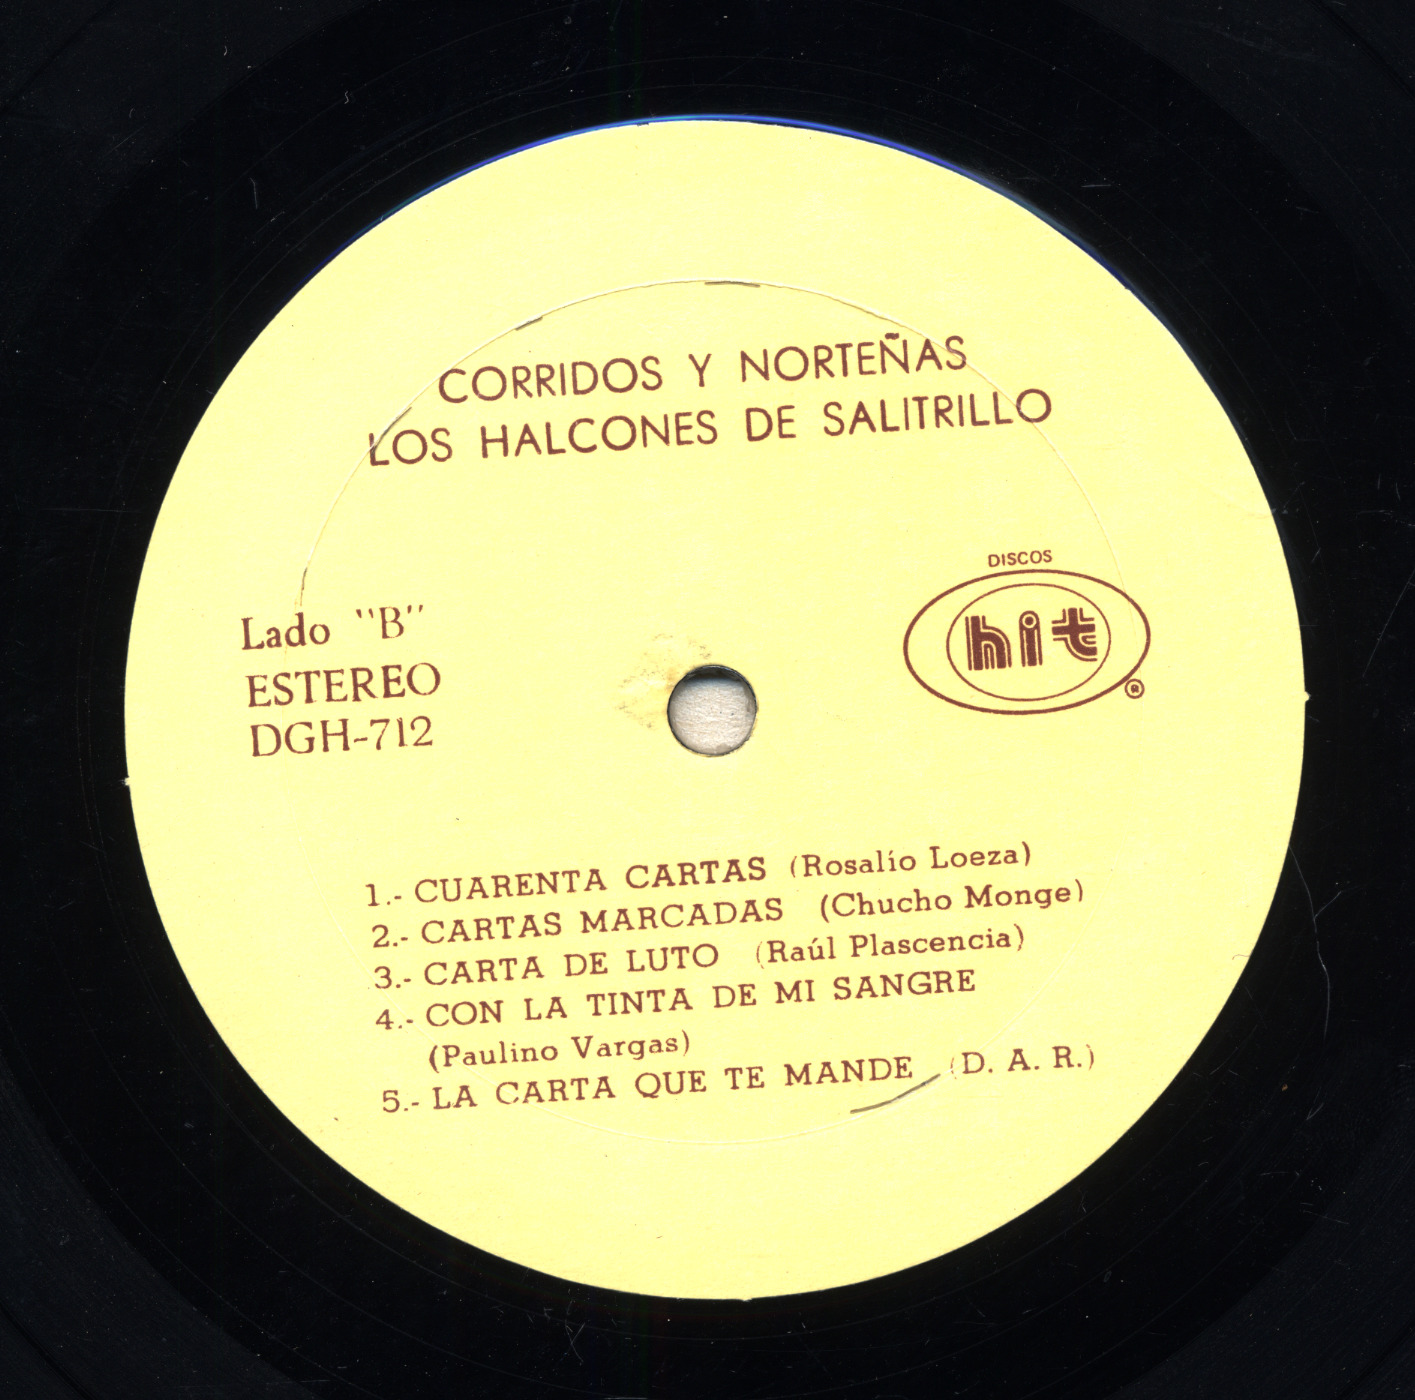 CORRIDOS Y NORTEÑAS
LOS HALCONES DE SALITRILLO
DISCOS
hit
®
Lado "B"
ESTEREO
DGH-712
1.- CUARENTA CARTAS (Rosalío Loeza)
2.- CARTAS MARCADAS (Chucho Monge)
3.- CARTA DE LUTO (Raúl Plascencia)
4.- CON LA TINTA DE MI SANGRE
(Paulino Vargas)
5.- LA CARTA QUE TE MANDE (D. A. R.)